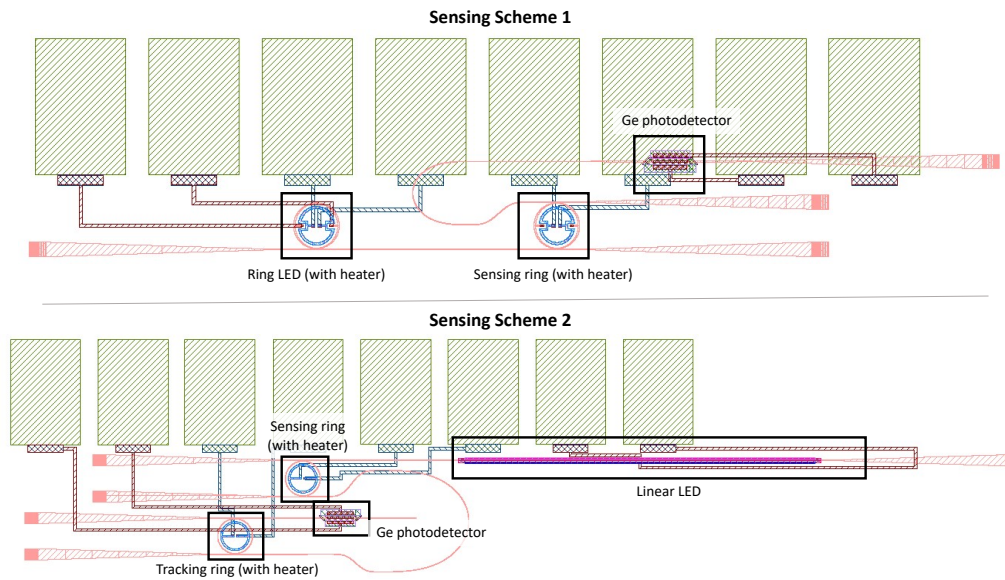 Sensing Scheme 1
Ge photodetector
Ring LED (with heater)
Sensing ring (with heater)
Sensing Scheme 2
Sensing ring
(with heater)
Linear LED
Ge photodetector
Tracking ring (with heater)